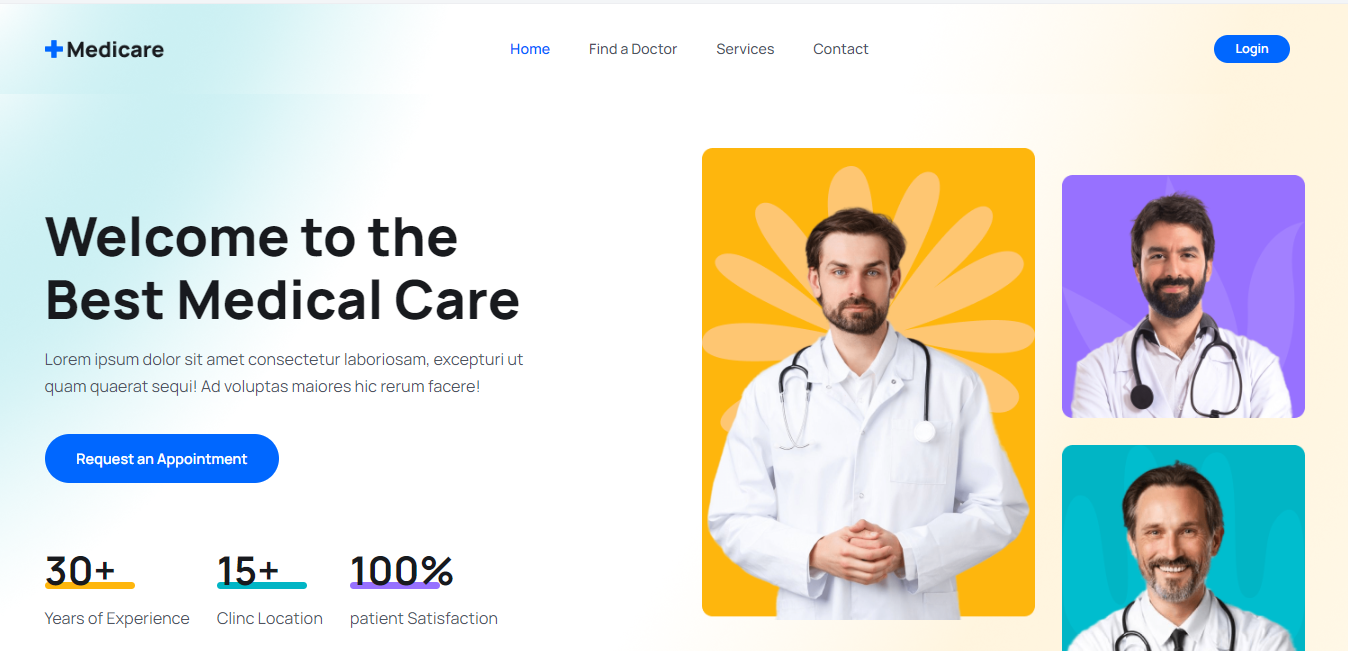 Medicare
Home
Find a Doctor
Services
Contact
Login
Welcome to the
Best Medical Care
Lorem ipsum dolor sit amet consectetur laboriosam, excepturi ut
quam quaerat sequi! Ad voluptas maiores hic rerum facere!
Request an Appointment
30+
Years of Experience
15+
Clinc Location
100%
patient Satisfaction